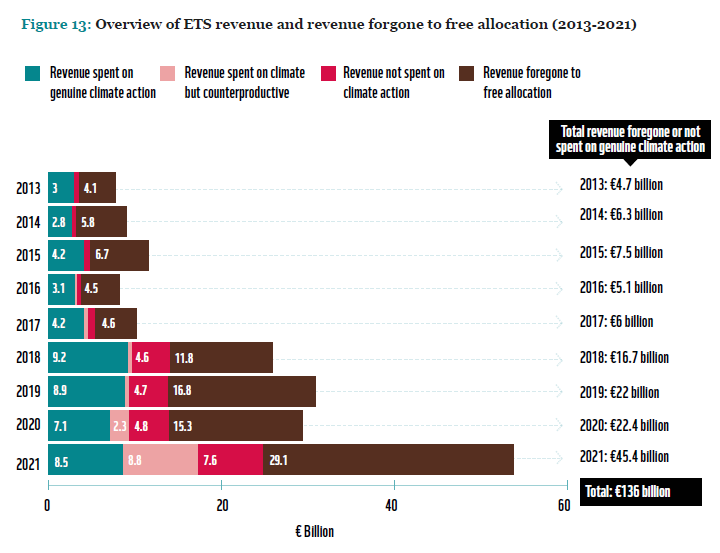 Figure 13: Overview of ETS revenue and revenue forgone to free allocation (2013-2021)
Revenue spent on genuine climate action
Revenue spent on climate but counterproductive
Revenue not spent on climate action
Revenue foregone to free allocation
Total revenue foregone or not
spent on genuine climate action
2013 3 4.1 2013: €4.7 billion
2014 2.8 5.8 2014: €6.3 billion
2015 4.2 6.7 2015: €7.5 billion
2016 3.1 4.5 2016: €5.1 billion
2017 4.2 4.6 2017: €6 billion
2018 9.2 4.6 11.8 2018: €16.7 billion
2019 8.9 4.7 16.8 2019: €22 billion
2020 7.1 2.3 4.8 15.3 2020: €22.4 billion
2021 8.5 8.8 7.6 29.1 2021: €45.4 billion
Total: €136 billion
0 20 40 60
€ Billion